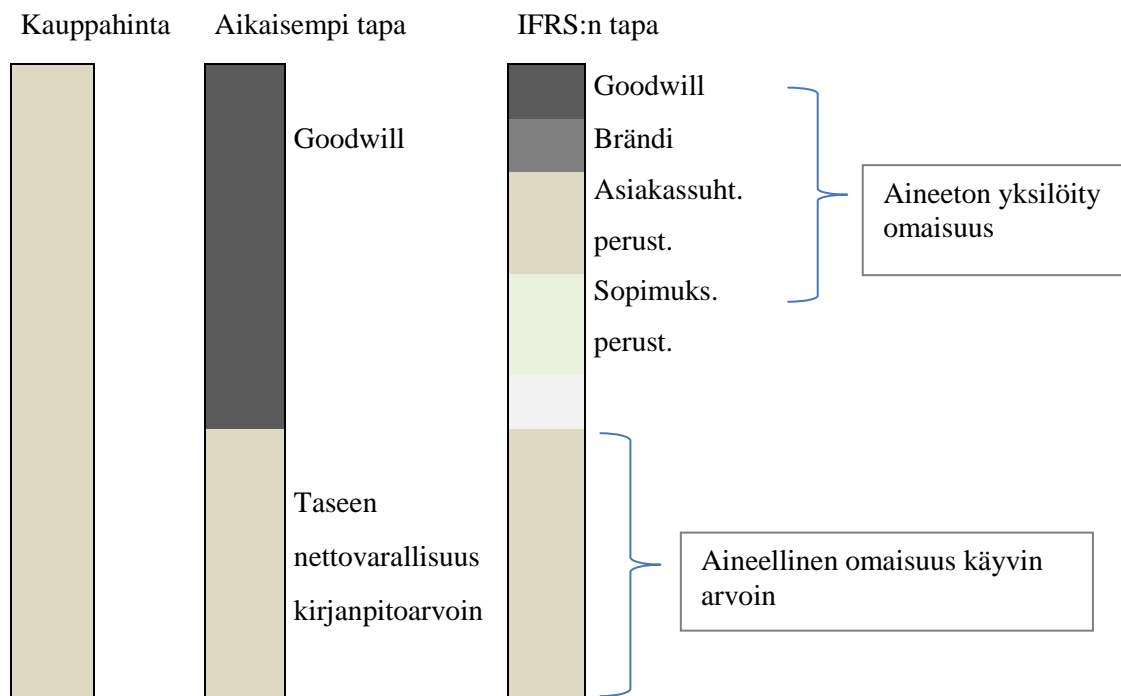 Kauppahinta Aikaisempi tapa IFRS:n tapa
Goodwill
Goodwill
Brändi
Asiakassuht.
perust.
Aineeton yksilöity
omaisuus
Sopimuks.
perust.
Taseen
nettovarallisuus
kirjanpitoarvoin
Aineellinen omaisuus käyvin
arvoin